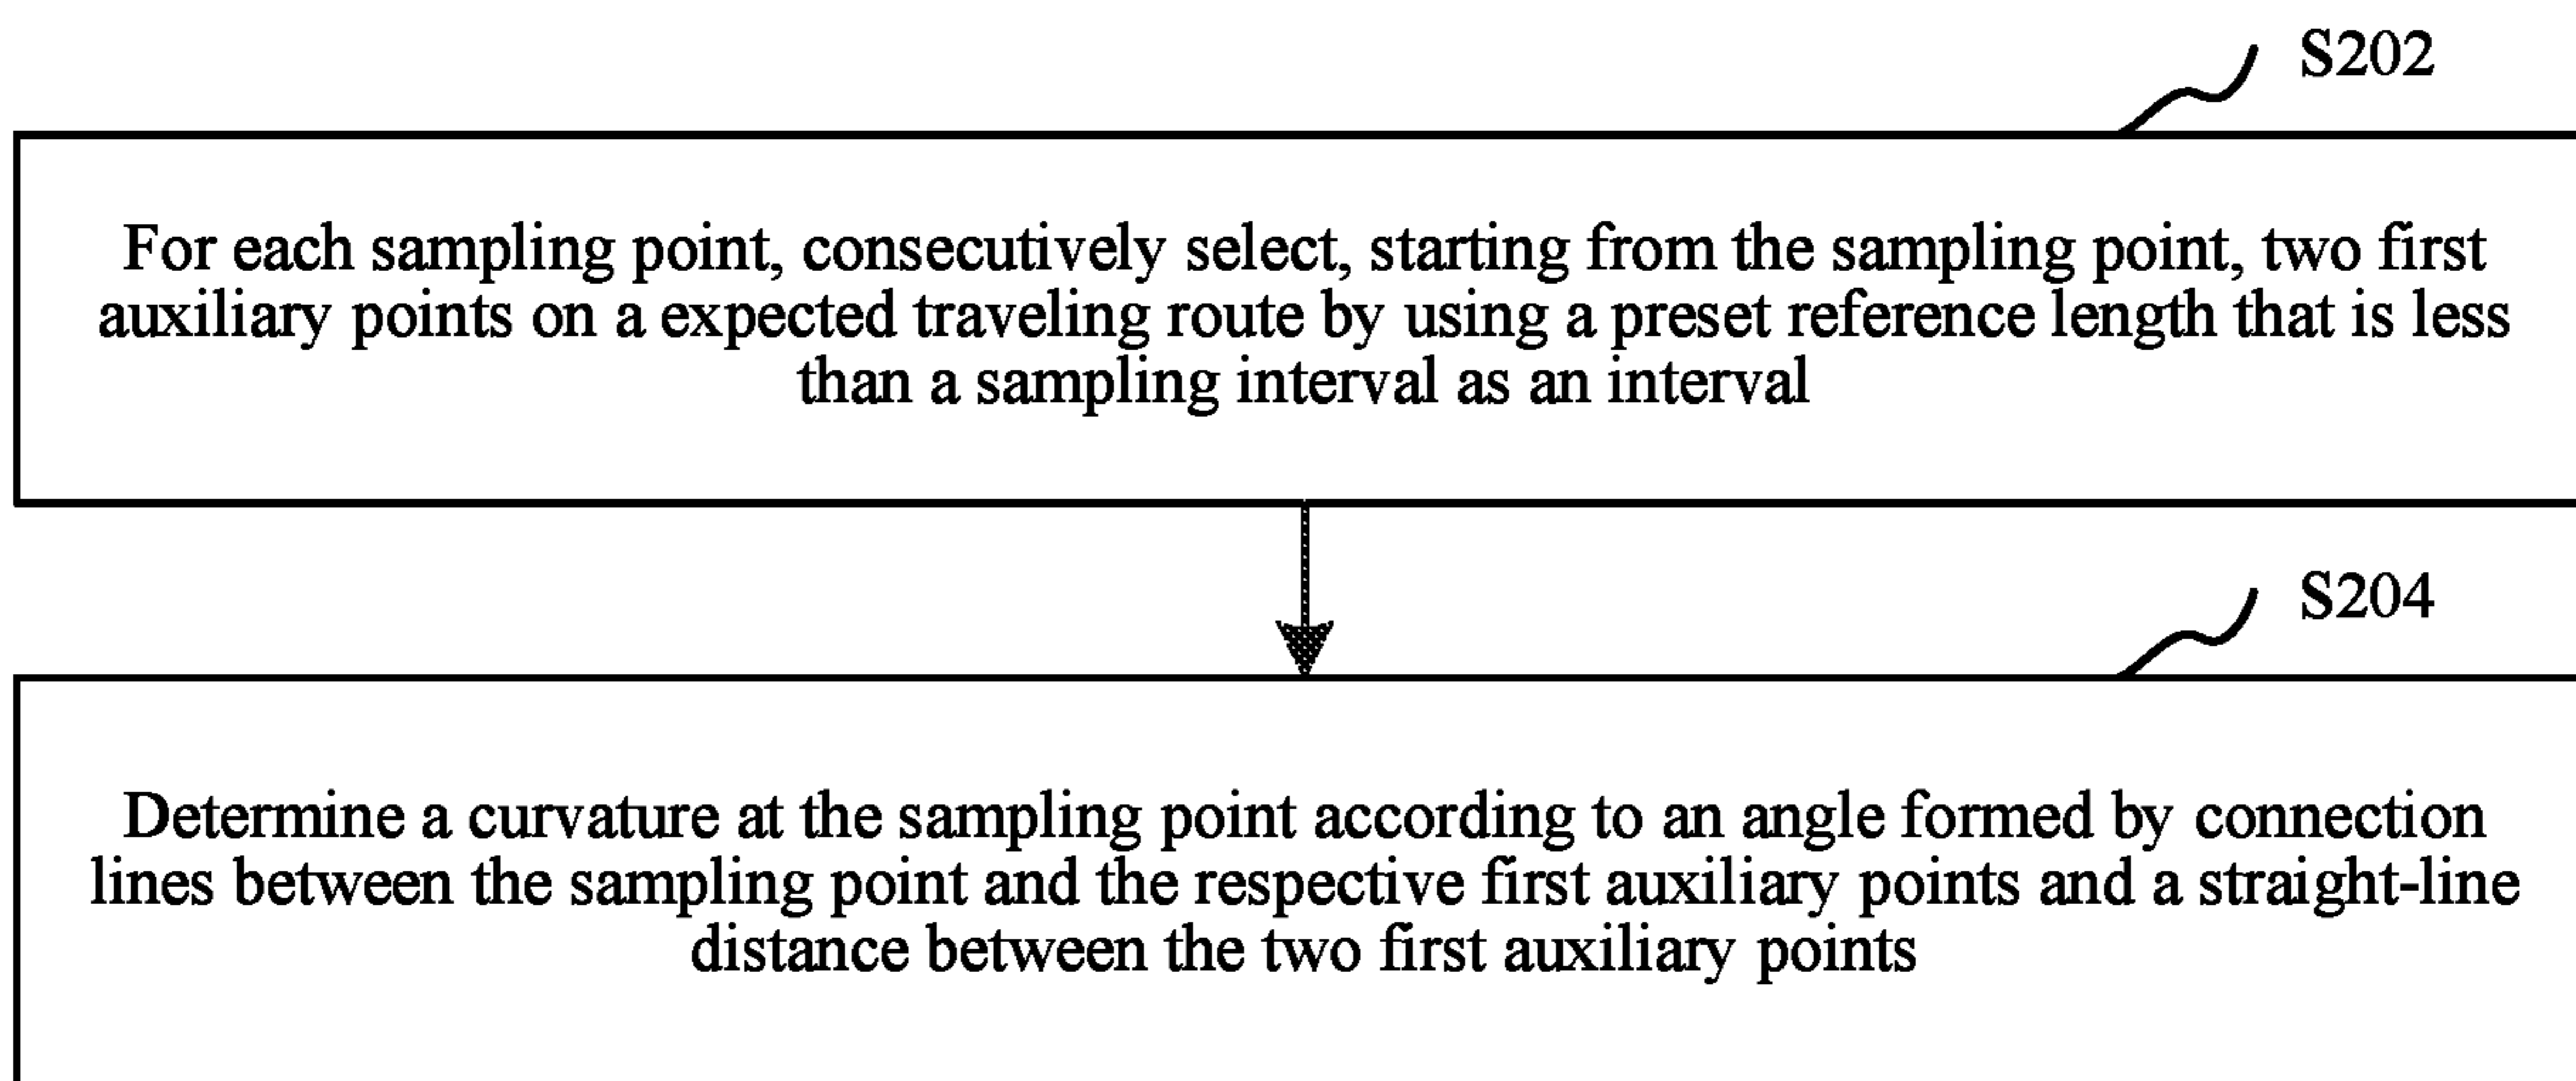 S202
For each sampling point, consecutively select, starting from the sampling point, two first
auxiliary points on a expected traveling route by using a preset reference length that is less
than a sampling interval as an interval
S204
Determine a curvature at the sampling point according to an angle formed by connection
lines between the sampling point and the respective first auxiliary points and a straight-line
distance between the two first auxiliary points